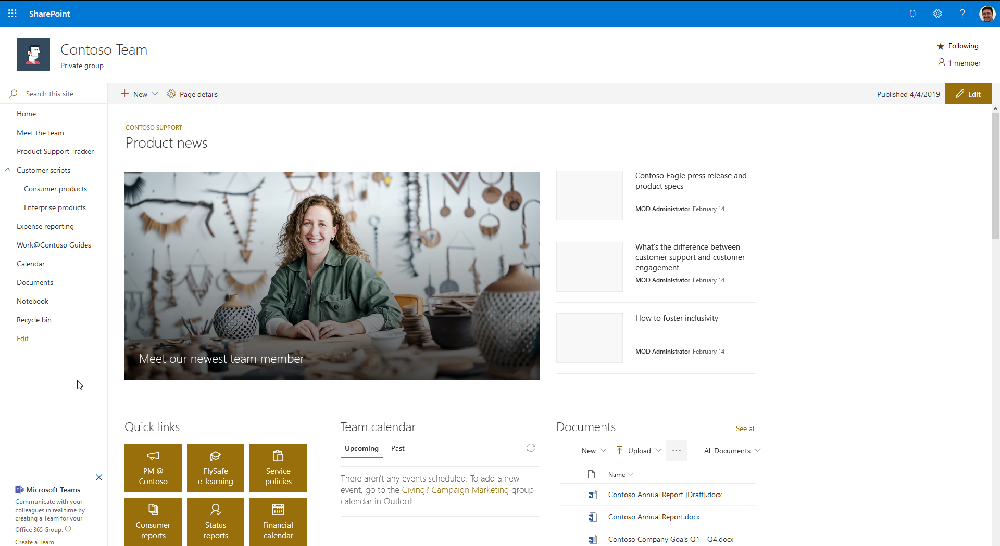 SharePoint
Contoso Team
Private group
Following
1 member
Search this site
New
Page details
Published 4/4/2019
Edit
Home
Meet the team
Product Support Tracker
Customer scripts
Consumer products
Enterprise products
Expense reporting
Work@Contoso Guides
Calendar
Documents
Notebook
Recycle bin
Edit
Microsoft Teams
Communicate with your
colleagues in real time by
creating a Team for your
Office 365 Group.
Create a Team
CONTOSO SUPPORT
Product news
Meet our newest team member
Contoso Eagle press release and
product specs
MOD Administrator February 14
What's the difference between
customer support and customer
engagement
MOD Administrator February 14
How to foster inclusivity
MOD Administrator February 14
Quick links
PM @
Contoso
FlySafe
e-learning
Service
policies
Consumer
reports
Status
reports
Financial
calendar
Team calendar
Upcoming
Past
There aren't any events scheduled. To add a new
event, go to the Giving? Campaign Marketing group
calendar in Outlook.
Documents
See all
New
Upload
All Documents
Name
Contoso Annual Report [Draft].docx
Contoso Annual Report.docx
Contoso Company Goals Q1 - Q4.docx